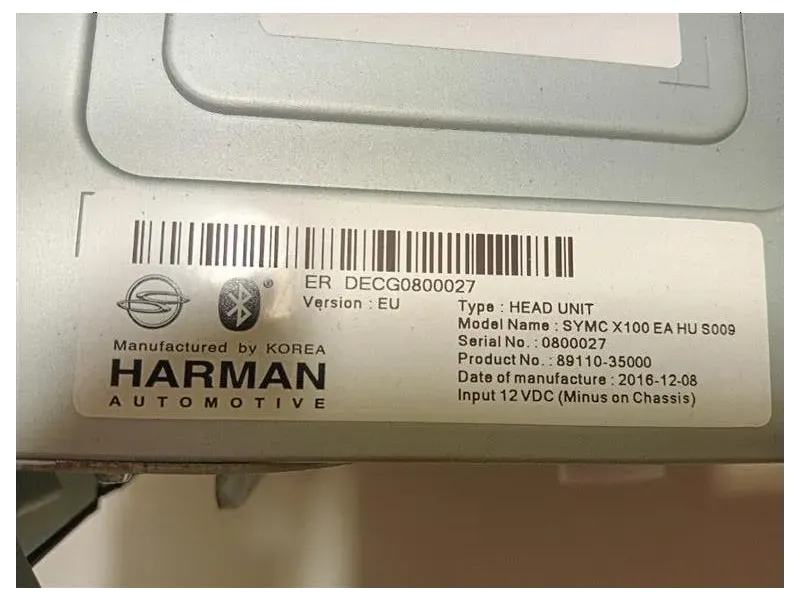 ER DECG0800027
Version : EU
Type : HEAD UNIT
Model Name : SYMC X100 EA HU S009
Serial No. : 0800027
Product No. : 89110-35000
Date of manufacture : 2016-12-08
Input 12 VDC (Minus on Chassis)
Manufactured by KOREA
HARMAN
AUTOMOTIVE